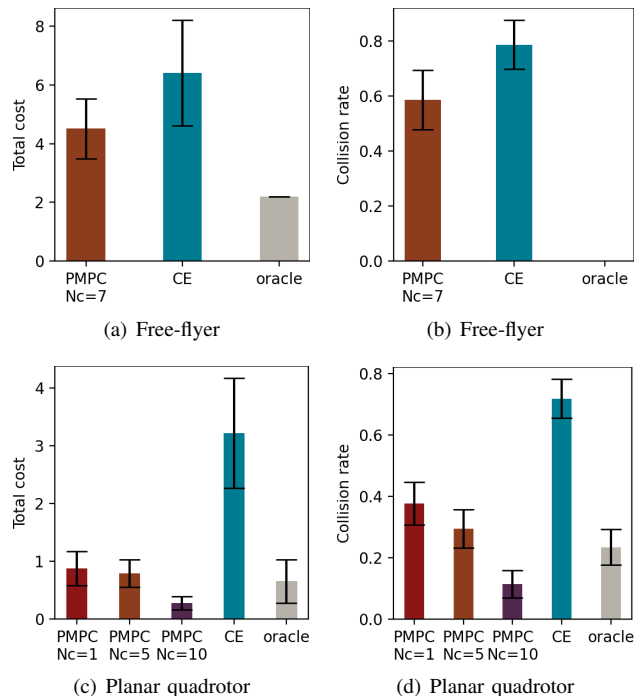 Total cost
8
6
4
2
0
PMPC
Nc=7
CE
oracle
(a) Free-flyer
Collision rate
0.8
0.6
0.4
0.2
0.0
PMPC
Nc=7
CE
oracle
(b) Free-flyer
Total cost
4
3
2
1
0
PMPC
Nc=1
PMPC
Nc=5
PMPC
Nc=10
CE
oracle
(c) Planar quadrotor
Collision rate
0.8
0.6
0.4
0.2
0.0
PMPC
Nc=1
PMPC
Nc=5
PMPC
Nc=10
CE
oracle
(d) Planar quadrotor